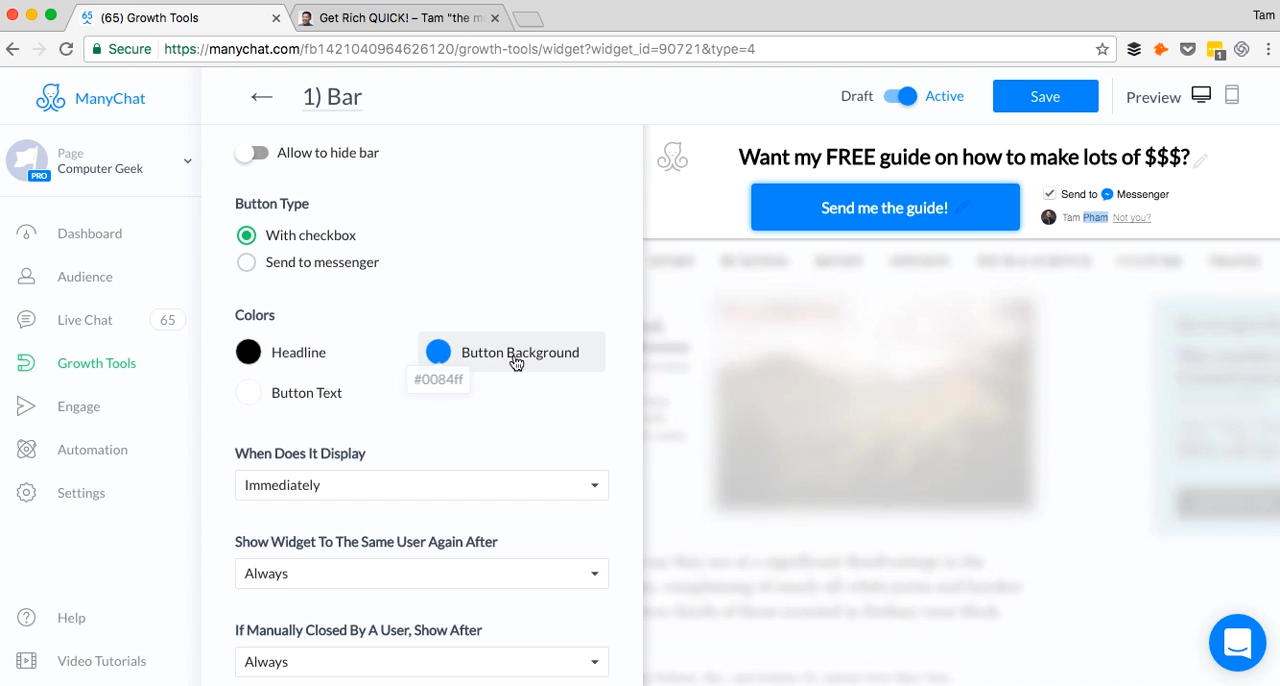 (65) Growth Tools
Get Rich QUICK! – Tam "the m
Tam
Secure https://manychat.com/fb1421040964626120/growth-tools/widget?widget_id=90721&type=4
1
ManyChat
1) Bar
Draft Active
Save
Preview
Page
Computer Geek
PRO
Dashboard
Audience
Live Chat 65
Growth Tools
Engage
Automation
Settings
Help
Video Tutorials
Allow to hide bar
Button Type
With checkbox
Send to messenger
Colors
Headline
Button Background
#0084ff
Button Text
When Does It Display
Immediately
Show Widget To The Same User Again After
Always
If Manually Closed By A User, Show After
Always
Want my FREE guide on how to make lots of $$$?
Send me the guide!
Send to Messenger
Tam Pham Not you?